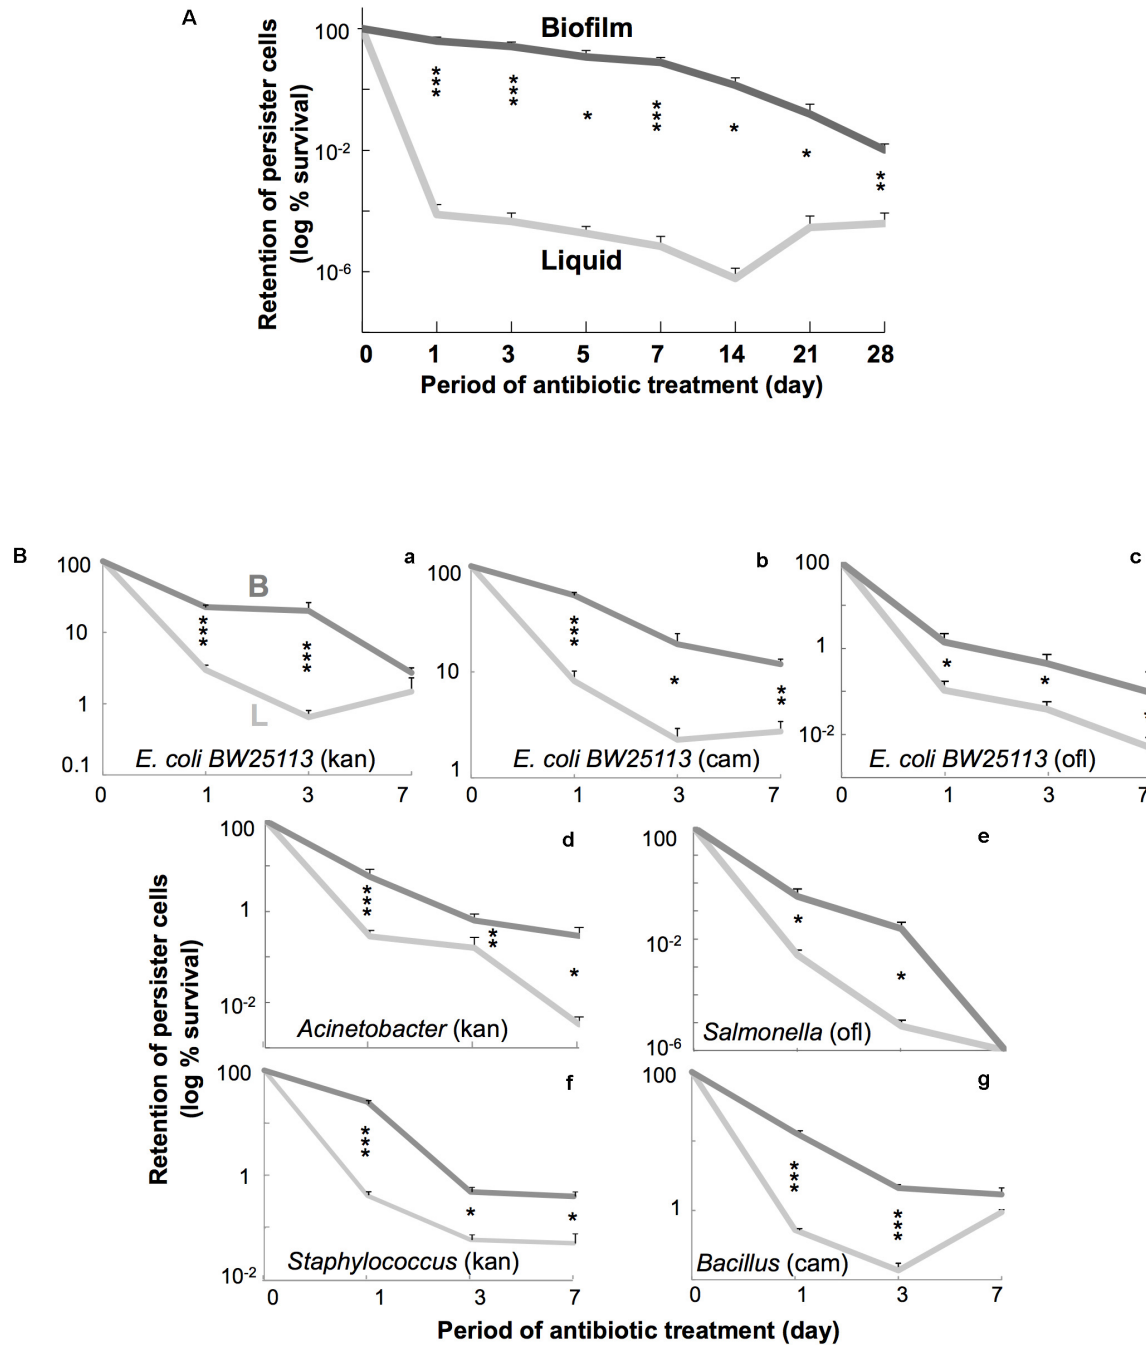 A
Retention of persister cells
(log % survival)
100
10-2
10-6
Biofilm
***
***
*
***
*
*
**
Liquid
0 1 3 5 7 14 21 28
Period of antibiotic treatment (day)
B
a
100
10
1
0.1
B
***
***
L
E. coli BW25113 (kan)
0 1 3 7
b
100
10
1
***
*
**
E. coli BW25113 (cam)
0 1 3 7
c
100
1
10-2
*
*
E. coli BW25113 (ofl)
0 1 3 7
Retention of persister cells
(log % survival)
d
100
1
10-2
***
**
*
Acinetobacter (kan)
e
100
10-2
10-6
*
*
Salmonella (ofl)
f
100
1
10-2
***
*
*
Staphylococcus (kan)
0 1 3 7
g
100
1
***
***
Bacillus (cam)
0 1 3 7
Period of antibiotic treatment (day)